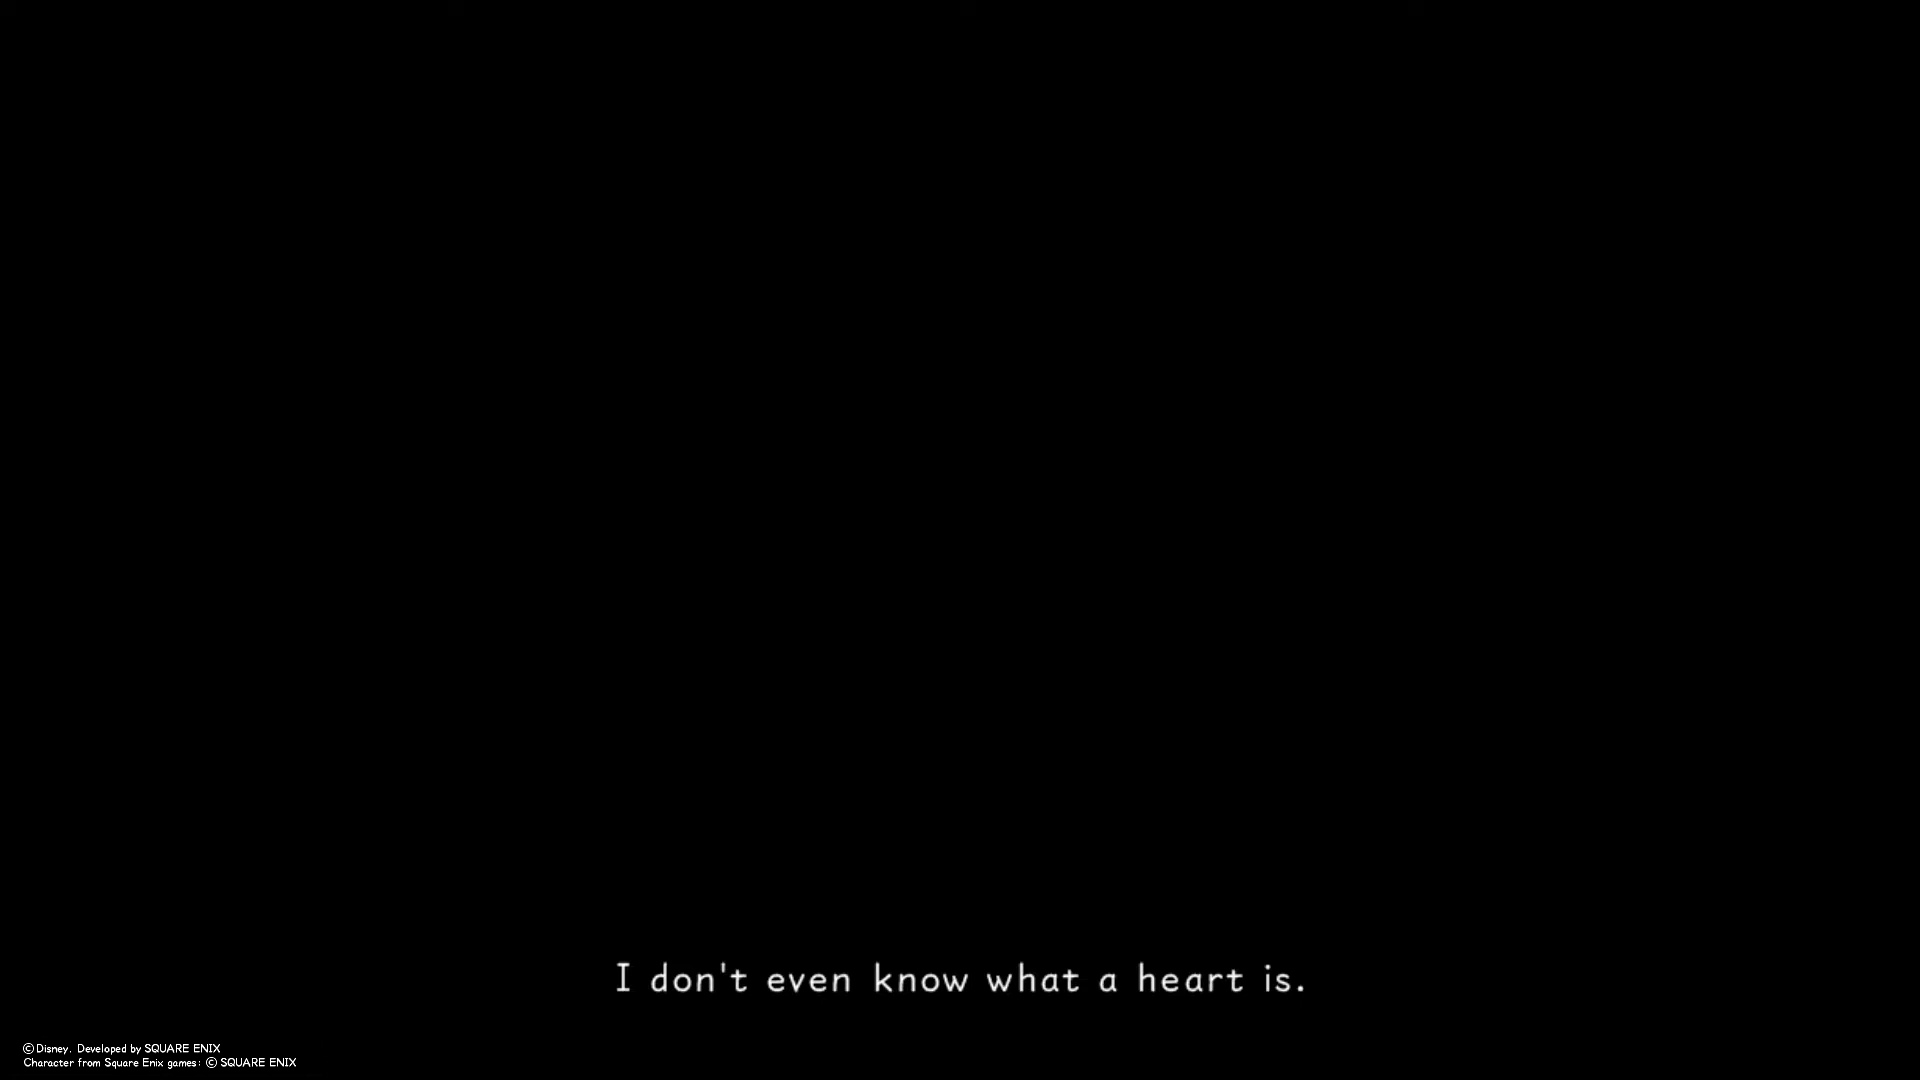 I don't even know what a heart is.
©Disney. Developed by SQUARE ENIX
Character from Square Enix games: © SQUARE ENIX